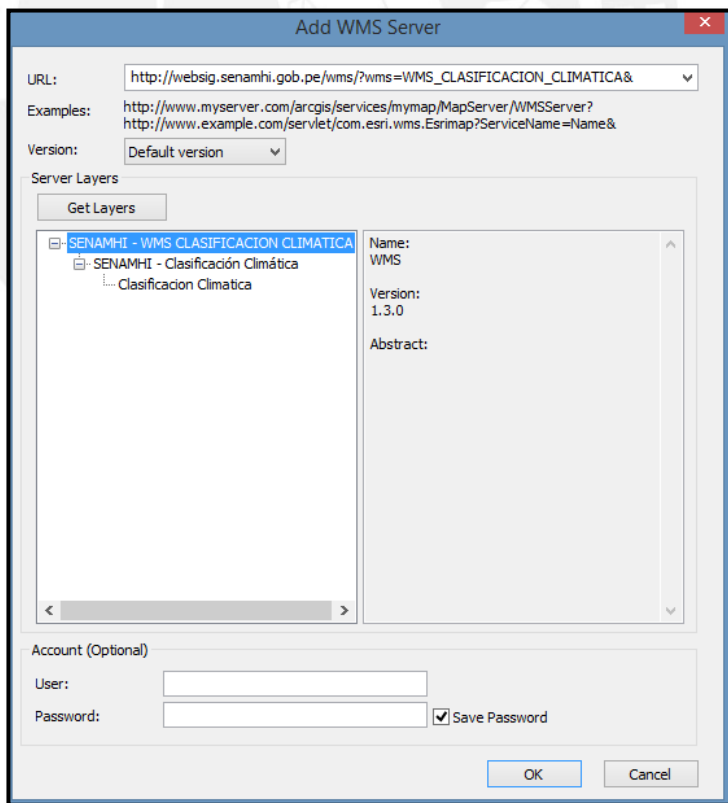 Add WMS Server
URL: http://websig.senamhi.gob.pe/wms/?wms=WMS_CLASIFICACION_CLIMATICA&
Examples: http://www.myserver.com/arcgis/services/mymap/MapServer/WMSServer?
http://www.example.com/servlet/com.esri.wms.Esrimap?ServiceName=Name&
Version: Default version
Server Layers
Get Layers
SENAMHI - WMS CLASIFICACION CLIMATICA
SENAMHI - Clasificación Climática
Clasificacion Climatica
Name:
WMS
Version:
1.3.0
Abstract:
Account (Optional)
User:
Password:
Save Password
OK
Cancel